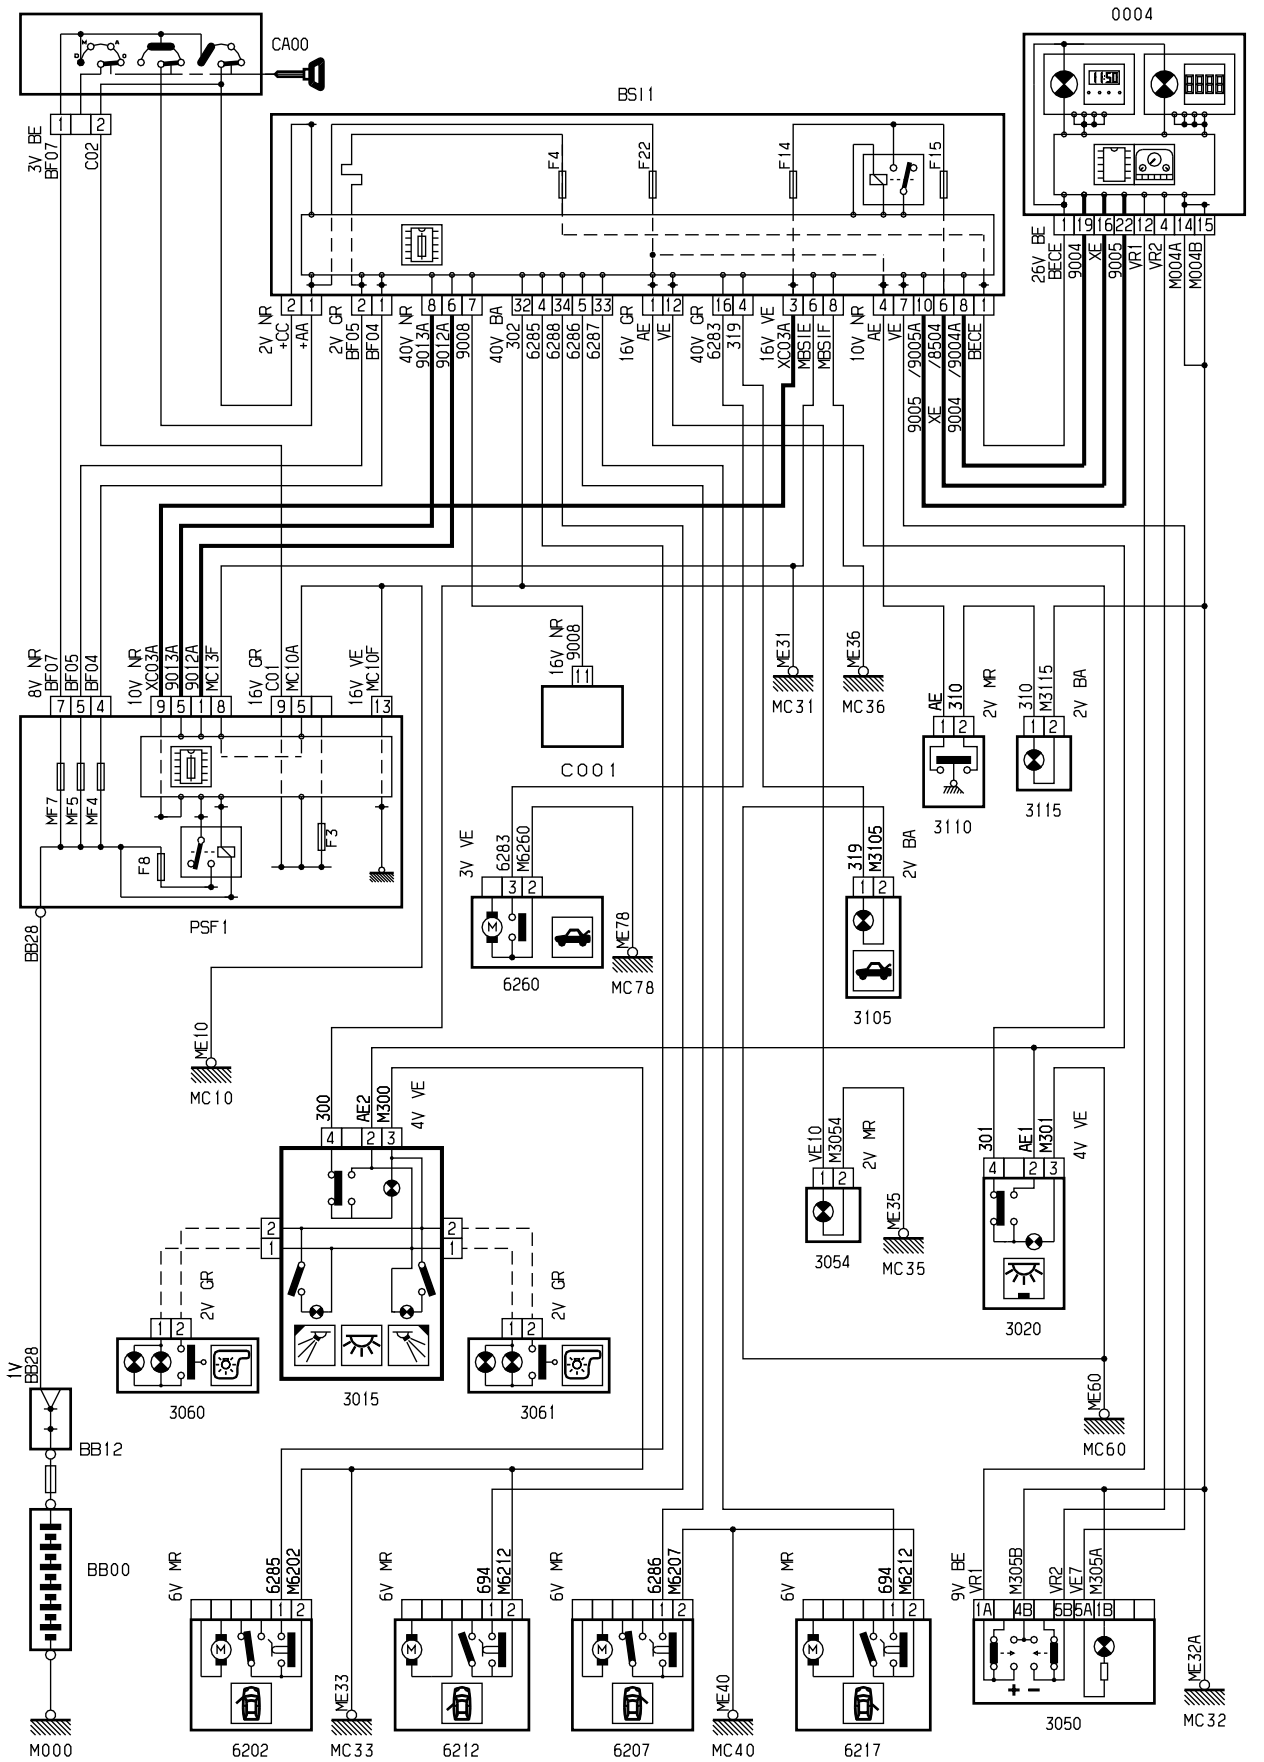 0004
CA00
M A
D D
BSI1
11:50
8888
1 2
3V BE
BF07
C02
F4
F22
F14
F15
1 19 16 22 12 4 14 15
26V BE
BECE
9004
XE
9005
VR1
VR2
M004A
M004B
2 1 2 1 8 6 7 32 4 34 5 33 1 12 16 4 3 6 8 4 7 10 6 8 1
2V NR
+CC
+AA
2V GR
BF05
BF04
40V NR
9013A
9012A
9008
40V BA
302
6285
6288
6286
6287
16V GR
AE
VE
40V GR
6283
319
16V VE
XC03A
MBSIE
MBSIF
10V NR
AE
VE
9005 /9005A
XE /8504
9004 /9004A
BECE
8V NR
BF07
BF05
BF04
10V NR
XC03A
9013A
9012A
MC13F
16V GR
C01
MC10A
16V VE
MC10F
7 5 4 9 5 1 8 9 5 13
MF7
MF5
MF4
F8
F3
PSF1
BB28
16V NR
9008
11
C001
ME31
MC31
ME36
MC36
AE
310
2V MR
1 2
3110
310
M3115
2V BA
1 2
3115
3V VE
6283
M6260
3 2
M
6260
ME78
MC78
319
M3105
2V BA
1 2
3105
ME10
MC10
300
AE2
M300
4V VE
4 2 3
2 2
1 1
3015
2V GR
1 2
3060
2V GR
1 2
3061
VE10
M3054
2V MR
1 2
3054
ME35
MC35
301
AE1
M301
4V VE
4 2 3
3020
ME60
MC60
1V
BB28
BB12
BB00
M000
6V MR
6285
M6202
1 2
M
6202
ME33
MC33
6V MR
694
M6212
1 2
M
6212
6V MR
6286
M6207
1 2
M
6207
ME40
MC40
6V MR
694
M6212
1 2
M
6217
9V BE
VR1
M305B
VR2
VE7
M305A
1A 4B 5B 5A 1B
+ −
3050
ME32A
MC32